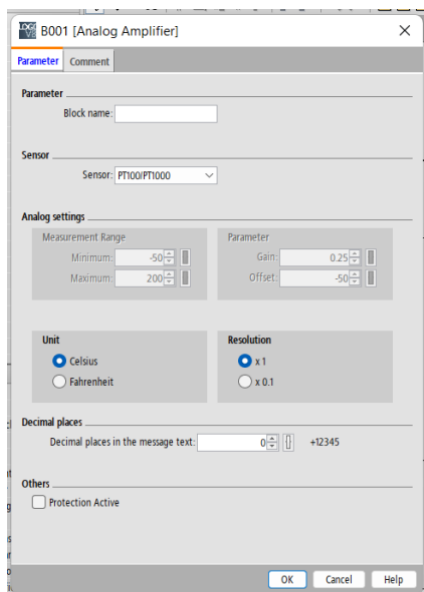 B001 [Analog Amplifier]
Parameter Comment
Parameter
Block name:
Sensor
Sensor: PT100/PT1000
Analog settings
Measurement Range
Minimum: -50
Maximum: 200
Parameter
Gain: 0.25
Offset: -50
Unit
Celsius
Fahrenheit
Resolution
x 1
x 0.1
Decimal places
Decimal places in the message text: 0 +12345
Others
Protection Active
OK Cancel Help